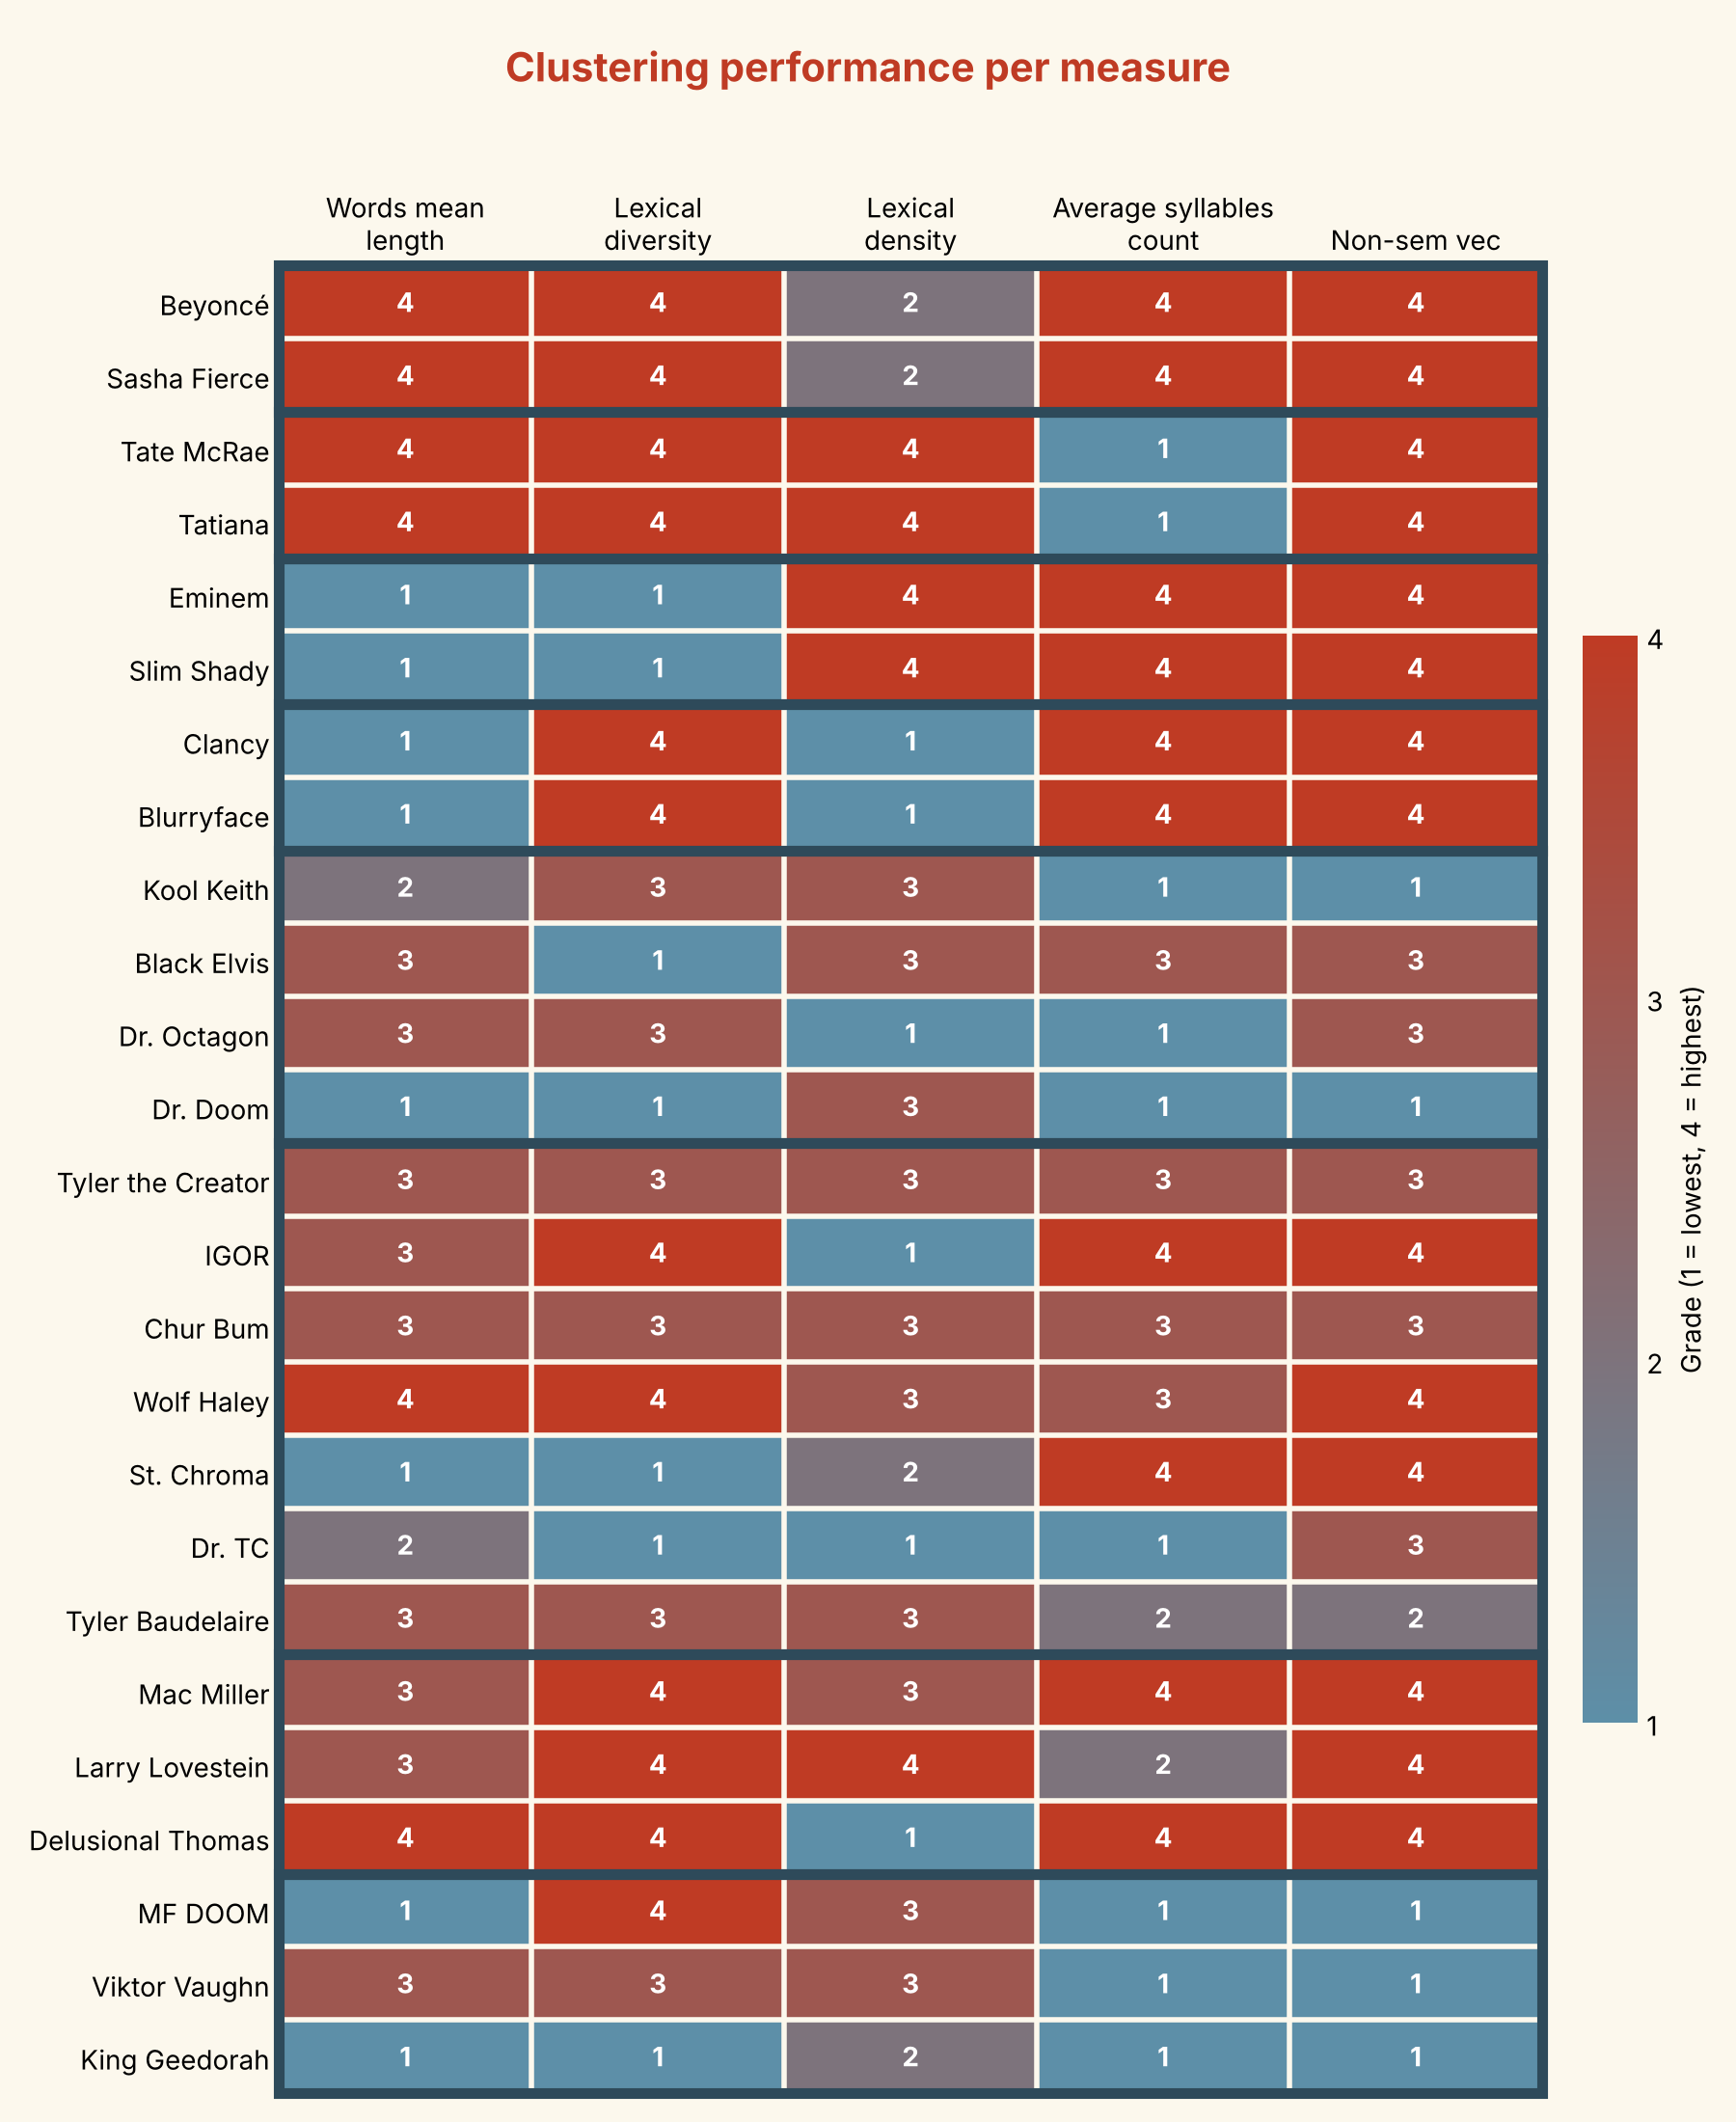 Clustering performance per measure
Words mean
length
Lexical
diversity
Lexical
density
Average syllables
count
Non-sem vec
Beyoncé 4 4 2 4 4
Sasha Fierce 4 4 2 4 4
Tate McRae 4 4 4 1 4
Tatiana 4 4 4 1 4
Eminem 1 1 4 4 4
Slim Shady 1 1 4 4 4
Clancy 1 4 1 4 4
Blurryface 1 4 1 4 4
Kool Keith 2 3 3 1 1
Black Elvis 3 1 3 3 3
Dr. Octagon 3 3 1 1 3
Dr. Doom 1 1 3 1 1
Tyler the Creator 3 3 3 3 3
IGOR 3 4 1 4 4
Chur Bum 3 3 3 3 3
Wolf Haley 4 4 3 3 4
St. Chroma 1 1 2 4 4
Dr. TC 2 1 1 1 3
Tyler Baudelaire 3 3 3 2 2
Mac Miller 3 4 3 4 4
Larry Lovestein 3 4 4 2 4
Delusional Thomas 4 4 1 4 4
MF DOOM 1 4 3 1 1
Viktor Vaughn 3 3 3 1 1
King Geedorah 1 1 2 1 1
4
3
2
1
Grade (1 = lowest, 4 = highest)